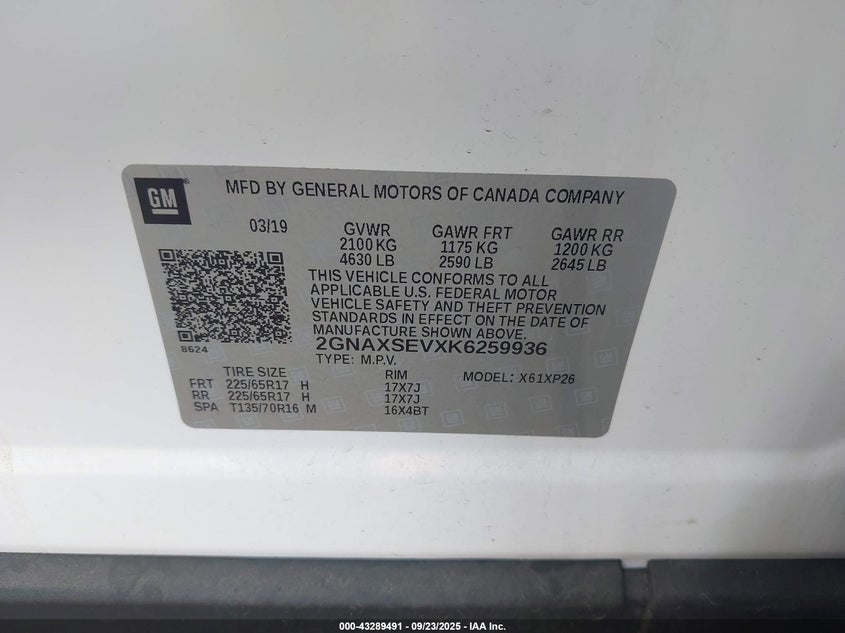 GM
MFD BY GENERAL MOTORS OF CANADA COMPANY
03/19 GVWR GAWR FRT GAWR RR
2100 KG 1175 KG 1200 KG
4630 LB 2590 LB 2645 LB
THIS VEHICLE CONFORMS TO ALL
APPLICABLE U.S. FEDERAL MOTOR
VEHICLE SAFETY AND THEFT PREVENTION
STANDARDS IN EFFECT ON THE DATE OF
MANUFACTURE SHOWN ABOVE.
8624 2GNAXSEVXK6259936
TYPE: M.P.V.
TIRE SIZE RIM MODEL: X61XP26
FRT 225/65R17 H 17X7J
RR 225/65R17 H 17X7J
SPA T135/70R16 M 16X4BT
000-43289491 - 09/23/2025 - IAA Inc.